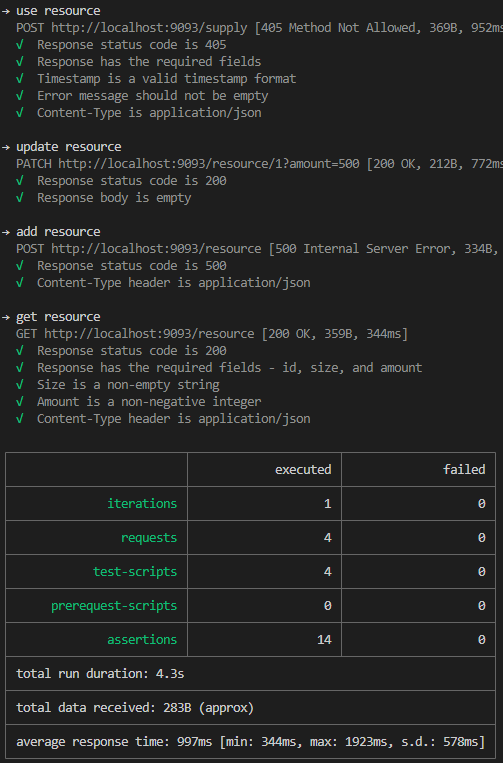 → use resource
POST http://localhost:9093/supply [405 Method Not Allowed, 369B, 952ms
√ Response status code is 405
√ Response has the required fields
√ Timestamp is a valid timestamp format
√ Error message should not be empty
√ Content-Type is application/json
→ update resource
PATCH http://localhost:9093/resource/1?amount=500 [200 OK, 212B, 772ms
√ Response status code is 200
√ Response body is empty
→ add resource
POST http://localhost:9093/resource [500 Internal Server Error, 334B,
√ Response status code is 500
√ Content-Type header is application/json
→ get resource
GET http://localhost:9093/resource [200 OK, 359B, 344ms]
√ Response status code is 200
√ Response has the required fields - id, size, and amount
√ Size is a non-empty string
√ Amount is a non-negative integer
√ Content-Type header is application/json
executed failed
iterations 1 0
requests 4 0
test-scripts 4 0
prerequest-scripts 0 0
assertions 14 0
total run duration: 4.3s
total data received: 283B (approx)
average response time: 997ms [min: 344ms, max: 1923ms, s.d.: 578ms]